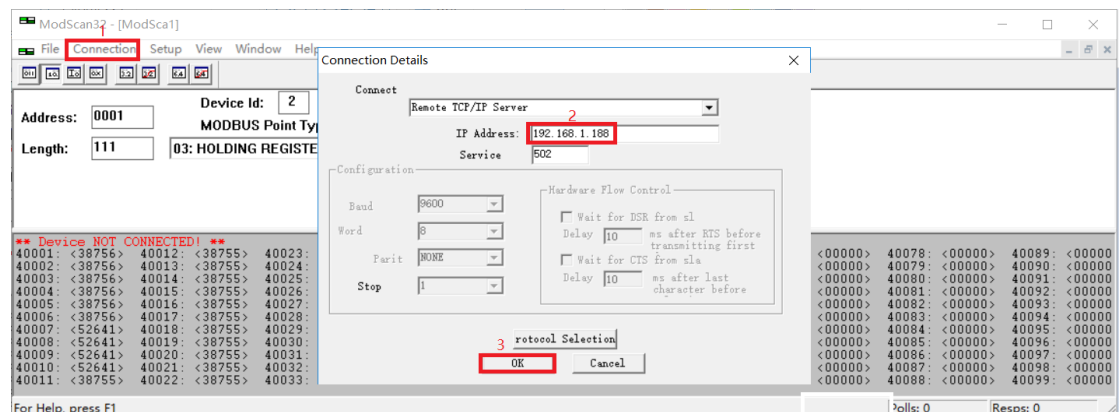 ModScan32 - [ModSca1]
1
File Connection Setup View Window Help
Address: 0001
Device Id: 2
MODBUS Point Ty
Length: 111
03: HOLDING REGISTE
Connection Details
Connect
Remote TCP/IP Server
2
IP Address: 192.168.1.188
Service 502
Configuration
Baud 9600
Word 8
Parit NONE
Stop 1
Hardware Flow Control
Wait for DSR from sl
Delay 10 ms after RTS before
transmitting first
Wait for CTS from sla
Delay 10 ms after last
character before
rotocol Selection
3
OK Cancel
** Device NOT CONNECTED! **
40001: <38756> 40012: <38755> 40023: <00000> 40078: <00000> 40089: <00000
40002: <38756> 40013: <38755> 40024: <00000> 40079: <00000> 40090: <00000
40003: <38756> 40014: <38755> 40025: <00000> 40080: <00000> 40091: <00000
40004: <38756> 40015: <38755> 40026: <00000> 40081: <00000> 40092: <00000
40005: <38756> 40016: <38755> 40027: <00000> 40082: <00000> 40093: <00000
40006: <38756> 40017: <38755> 40028: <00000> 40083: <00000> 40094: <00000
40007: <52641> 40018: <38755> 40029: <00000> 40084: <00000> 40095: <00000
40008: <52641> 40019: <38755> 40030: <00000> 40085: <00000> 40096: <00000
40009: <52641> 40020: <38755> 40031: <00000> 40086: <00000> 40097: <00000
40010: <52641> 40021: <38755> 40032: <00000> 40087: <00000> 40098: <00000
40011: <38755> 40022: <38755> 40033: <00000> 40088: <00000> 40099: <00000
For Help, press F1
Polls: 0
Resps: 0